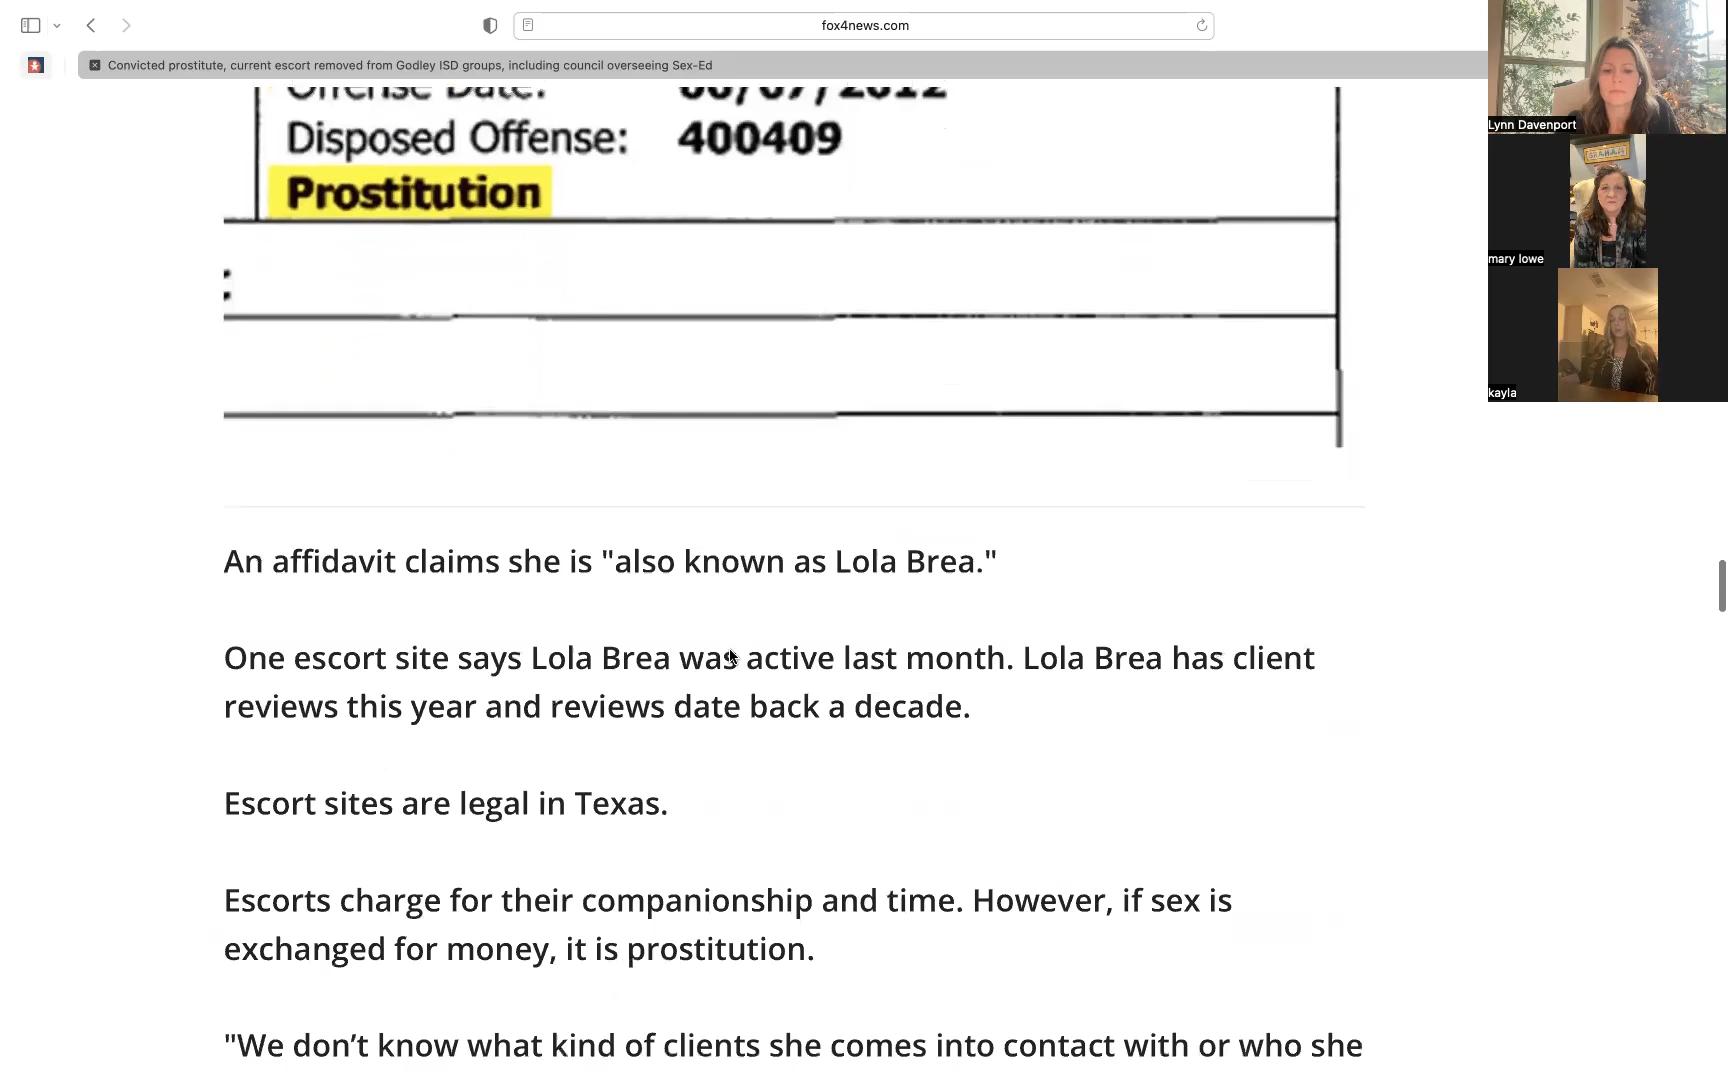 fox4news.com
Convicted prostitute, current escort removed from Godley ISD groups, including council overseeing Sex-Ed
Lynn Davenport
mary lowe
kayla
Offense Date:
Disposed Offense: 400409
Prostitution
An affidavit claims she is "also known as Lola Brea."
One escort site says Lola Brea was active last month. Lola Brea has client
reviews this year and reviews date back a decade.
Escort sites are legal in Texas.
Escorts charge for their companionship and time. However, if sex is
exchanged for money, it is prostitution.
"We don’t know what kind of clients she comes into contact with or who she